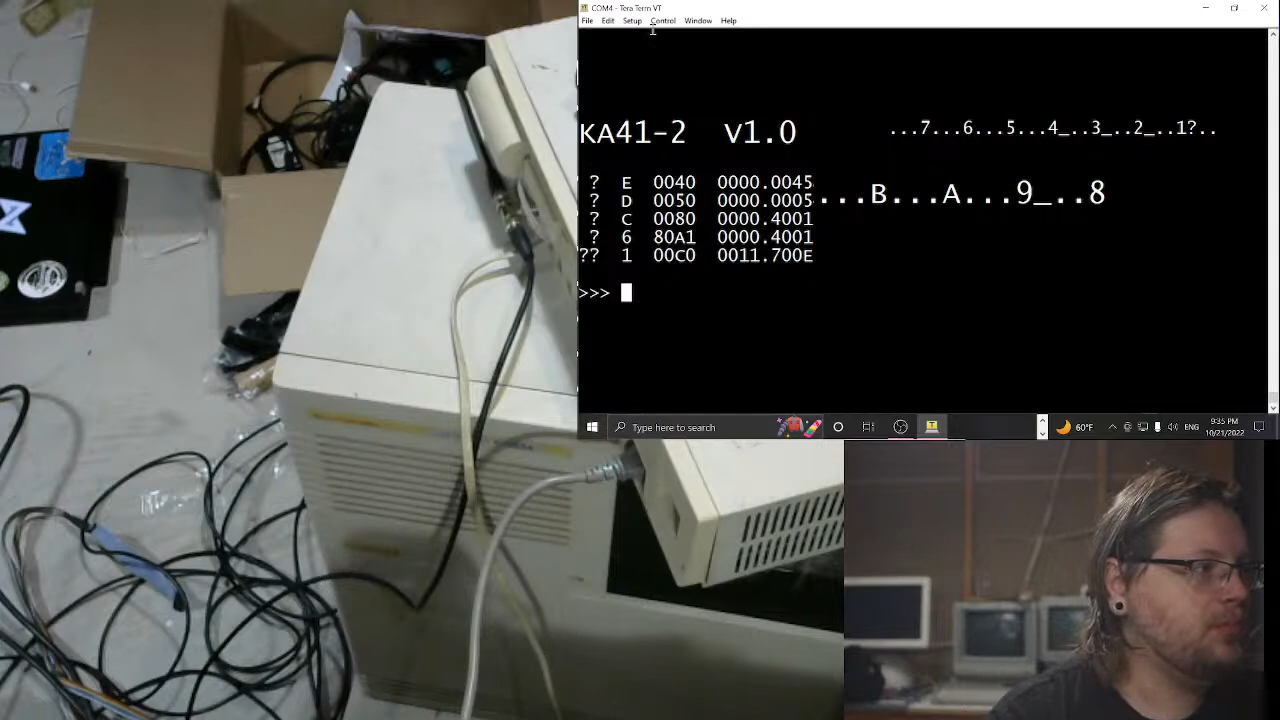 COM4 - Tera Term VT
File Edit Setup Control Window Help
KA41-2 V1.0
...7...6...5...4_..3_..2_..1?..
? E 0040 0000.0045
? D 0050 0000.0005
? C 0080 0000.4001
? 6 80A1 0000.4001
?? 1 00C0 0011.700E
...B...A...9_..8
>>>
Type here to search
60°F
ENG
9:35 PM
10/21/2022